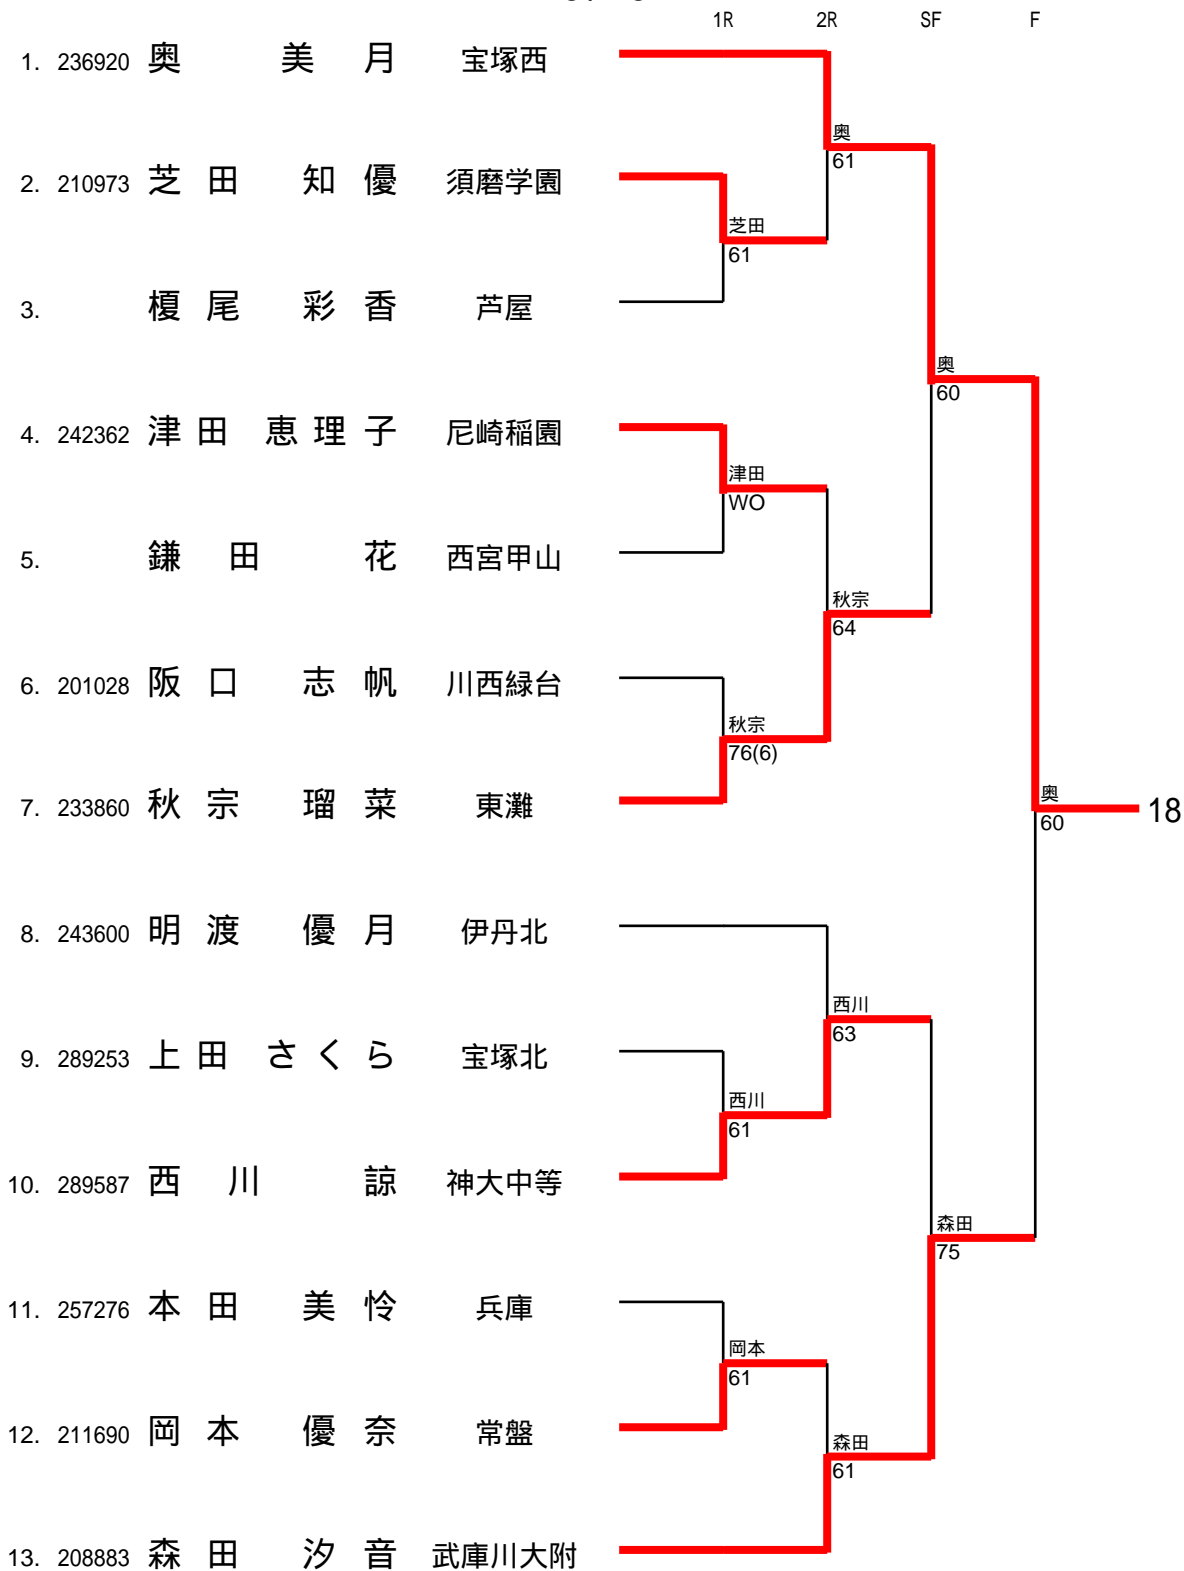 1R 2R SF F
1. 236920 奥 美 月 宝塚西
奥
61
2. 210973 芝 田 知 優 須磨学園
芝田
61
3. 榎 尾 彩 香 芦屋
奥
60
4. 242362 津 田 恵 理 子 尼崎稲園
津田
WO
5. 鎌 田 花 西宮甲山
秋宗
64
6. 201028 阪 口 志 帆 川西緑台
秋宗
76(6)
7. 233860 秋 宗 瑠 菜 東灘
奥
60
18
8. 243600 明 渡 優 月 伊丹北
西川
63
9. 289253 上 田 さ く ら 宝塚北
西川
61
10. 289587 西 川 諒 神大中等
森田
75
11. 257276 本 田 美 怜 兵庫
岡本
61
12. 211690 岡 本 優 奈 常盤
森田
61
13. 208883 森 田 汐 音 武庫川大附